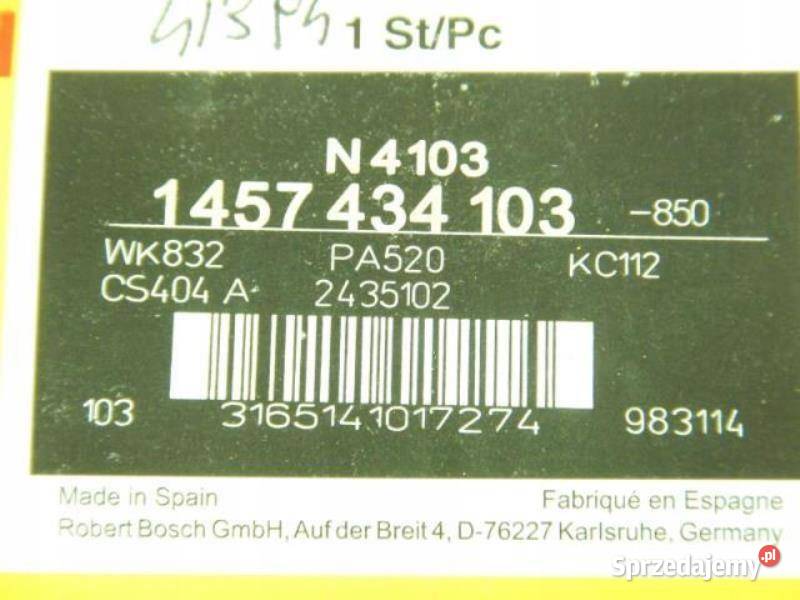 1 St/Pc
N 4103
1457 434 103 -850
WK832 PA520 KC112
CS404 A 2435102
103 3165141017274 983114
Made in Spain Fabriqué en Espagne
Robert Bosch GmbH, Auf der Breit 4, D-76227 Karlsruhe, Germany
Sprzedajemy.pl